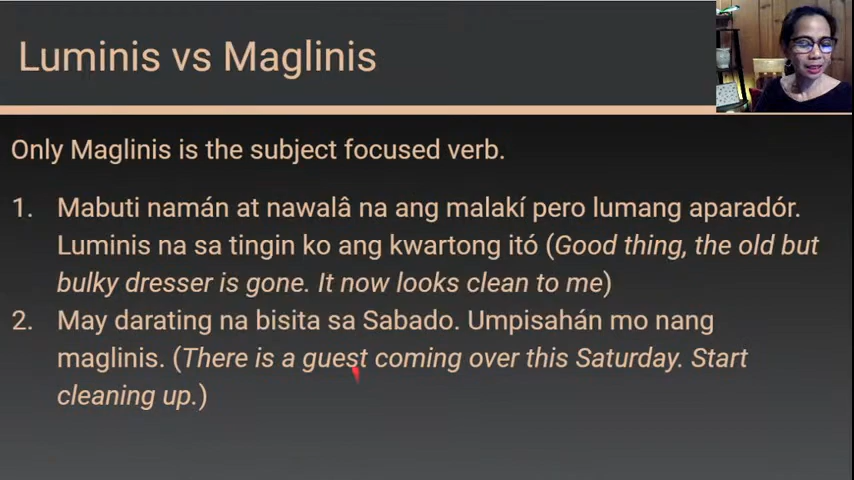 Luminis vs Maglinis
Only Maglinis is the subject focused verb.
1. Mabuti namán at nawalâ na ang malakí pero lumang aparadór.
Luminis na sa tingin ko ang kwartong itó (Good thing, the old but
bulky dresser is gone. It now looks clean to me)
2. May darating na bisita sa Sabado. Umpisahán mo nang
maglinis. (There is a guest coming over this Saturday. Start
cleaning up.)